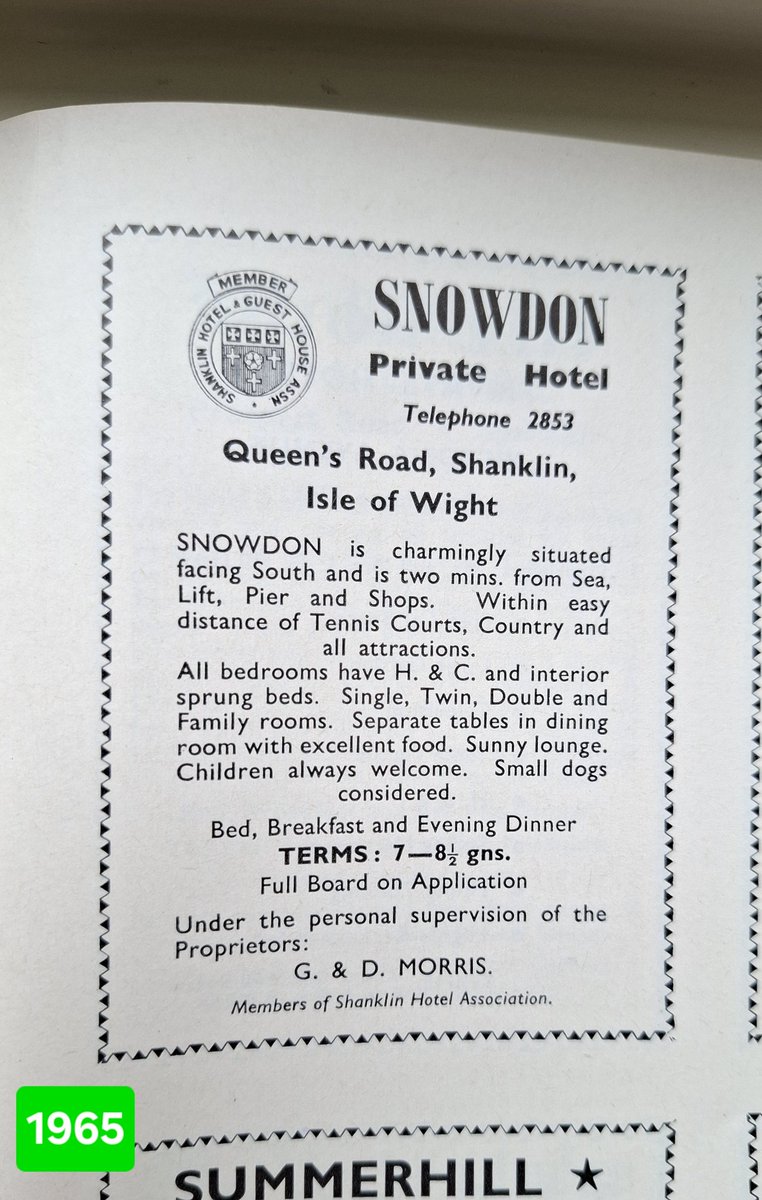 MEMBER
SHANKLIN HOTEL & GUEST HOUSE ASSN
SNOWDON
Private Hotel
Telephone 2853
Queen's Road, Shanklin,
Isle of Wight
SNOWDON is charmingly situated
facing South and is two mins. from Sea,
Lift, Pier and Shops. Within easy
distance of Tennis Courts, Country and
all attractions.
All bedrooms have H. & C. and interior
sprung beds. Single, Twin, Double and
Family rooms. Separate tables in dining
room with excellent food. Sunny lounge.
Children always welcome. Small dogs
considered.
Bed, Breakfast and Evening Dinner
TERMS: 7—8½ gns.
Full Board on Application
Under the personal supervision of the
Proprietors:
G. & D. MORRIS.
Members of Shanklin Hotel Association.
1965
SUMMERHILL ★